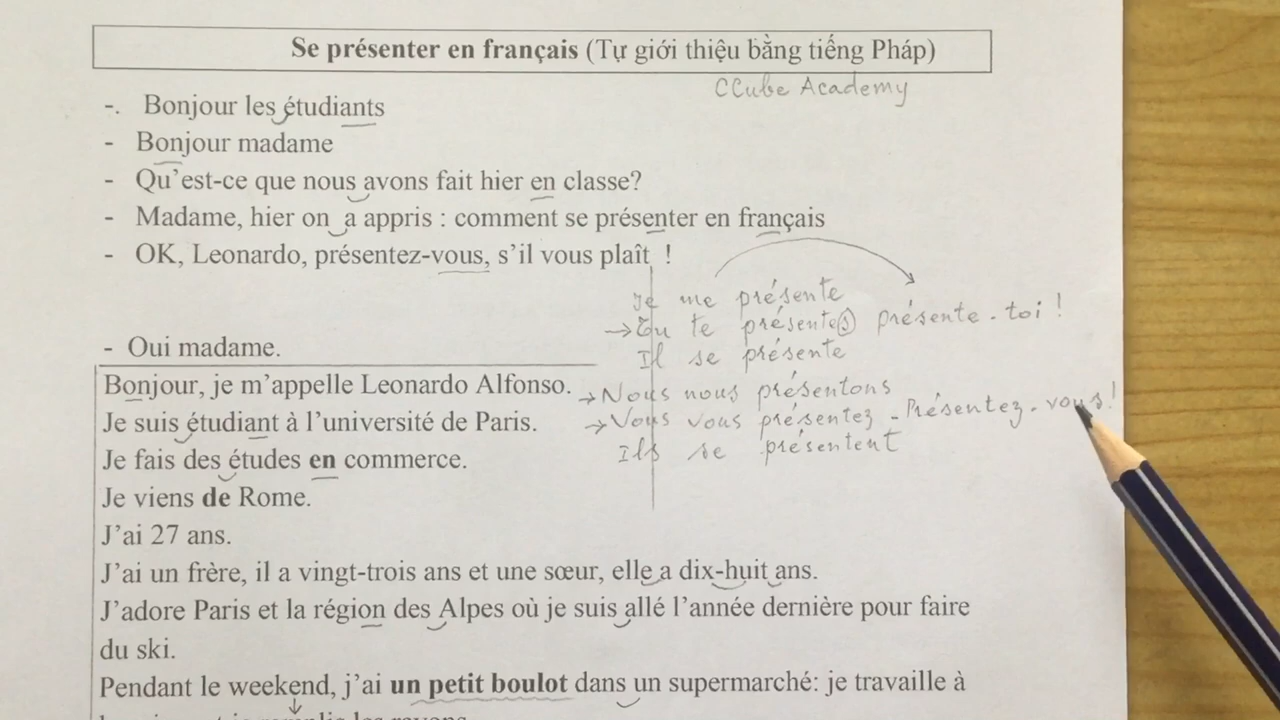 Se présenter en français (Tự giới thiệu bằng tiếng Pháp)
CCube Academy
-. Bonjour les étudiants
- Bonjour madame
- Qu'est-ce que nous avons fait hier en classe?
- Madame, hier on a appris : comment se présenter en français
- OK, Leonardo, présentez-vous, s'il vous plaît !
Je me présente
→Tu te présente(s) présente-toi !
Il se présente
→Nous nous présentons
→Vous vous présentez - Présentez-vous!
Ils se présentent
- Oui madame.
Bonjour, je m'appelle Leonardo Alfonso.
Je suis étudiant à l'université de Paris.
Je fais des études en commerce.
Je viens de Rome.
J'ai 27 ans.
J'ai un frère, il a vingt-trois ans et une sœur, elle a dix-huit ans.
J'adore Paris et la région des Alpes où je suis allé l'année dernière pour faire
du ski.
Pendant le weekend, j'ai un petit boulot dans un supermarché: je travaille à